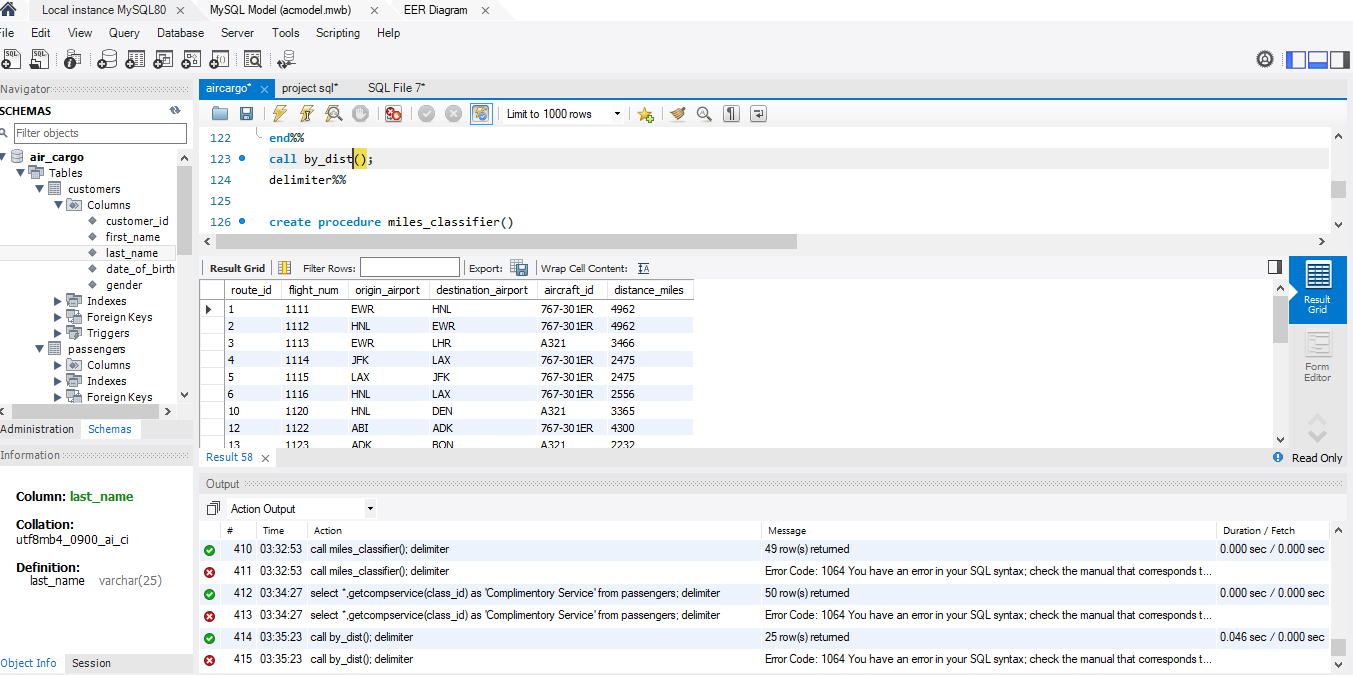 Local instance MySQL80 MySQL Model (acmodel.mwb) EER Diagram
ile Edit View Query Database Server Tools Scripting Help
Navigator
SCHEMAS
Filter objects
air_cargo
Tables
customers
Columns
customer_id
first_name
last_name
date_of_birth
gender
Indexes
Foreign Keys
Triggers
passengers
Columns
Indexes
Foreign Keys
Administration Schemas
Information
Column: last_name
Collation:
utf8mb4_0900_ai_ci
Definition:
last_name varchar(25)
Object Info Session
aircargo* project sql* SQL File 7*
Limit to 1000 rows
122 end%%
123 call by_dist();
124 delimiter%%
125
126 create procedure miles_classifier()
Result Grid Filter Rows: Export: Wrap Cell Content:
route_id flight_num origin_airport destination_airport aircraft_id distance_miles
1 1111 EWR HNL 767-301ER 4962
2 1112 HNL EWR 767-301ER 4962
3 1113 EWR LHR A321 3466
4 1114 JFK LAX 767-301ER 2475
5 1115 LAX JFK 767-301ER 2475
6 1116 HNL LAX 767-301ER 2556
10 1120 HNL DEN A321 3365
12 1122 ABI ADK 767-301ER 4300
13 1123 ADK BQN A321 2232
Result 58
Result Grid
Form Editor
Read Only
Output
Action Output
# Time Action Message Duration / Fetch
410 03:32:53 call miles_classifier(); delimiter 49 row(s) returned 0.000 sec / 0.000 sec
411 03:32:53 call miles_classifier(); delimiter Error Code: 1064 You have an error in your SQL syntax; check the manual that corresponds t...
412 03:34:27 select *,getcompservice(class_id) as 'Complimentory Service' from passengers; delimiter 50 row(s) returned 0.000 sec / 0.000 sec
413 03:34:27 select *,getcompservice(class_id) as 'Complimentory Service' from passengers; delimiter Error Code: 1064 You have an error in your SQL syntax; check the manual that corresponds t...
414 03:35:23 call by_dist(); delimiter 25 row(s) returned 0.046 sec / 0.000 sec
415 03:35:23 call by_dist(); delimiter Error Code: 1064 You have an error in your SQL syntax; check the manual that corresponds t...